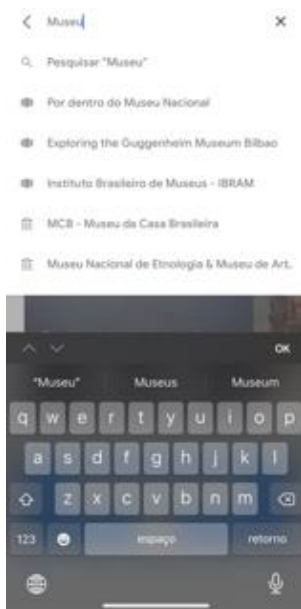 Museu
Pesquisar "Museu"
Por dentro do Museu Nacional
Exploring the Guggenheim Museum Bilbao
Instituto Brasileiro de Museus - IBRAM
MCB - Museu da Casa Brasileira
Museu Nacional de Etnologia & Museu de Art.
OK
"Museu" Museus Museum
q w e r t y u i o p
a s d f g h j k l
z x c v b n m
123 espaço retorno